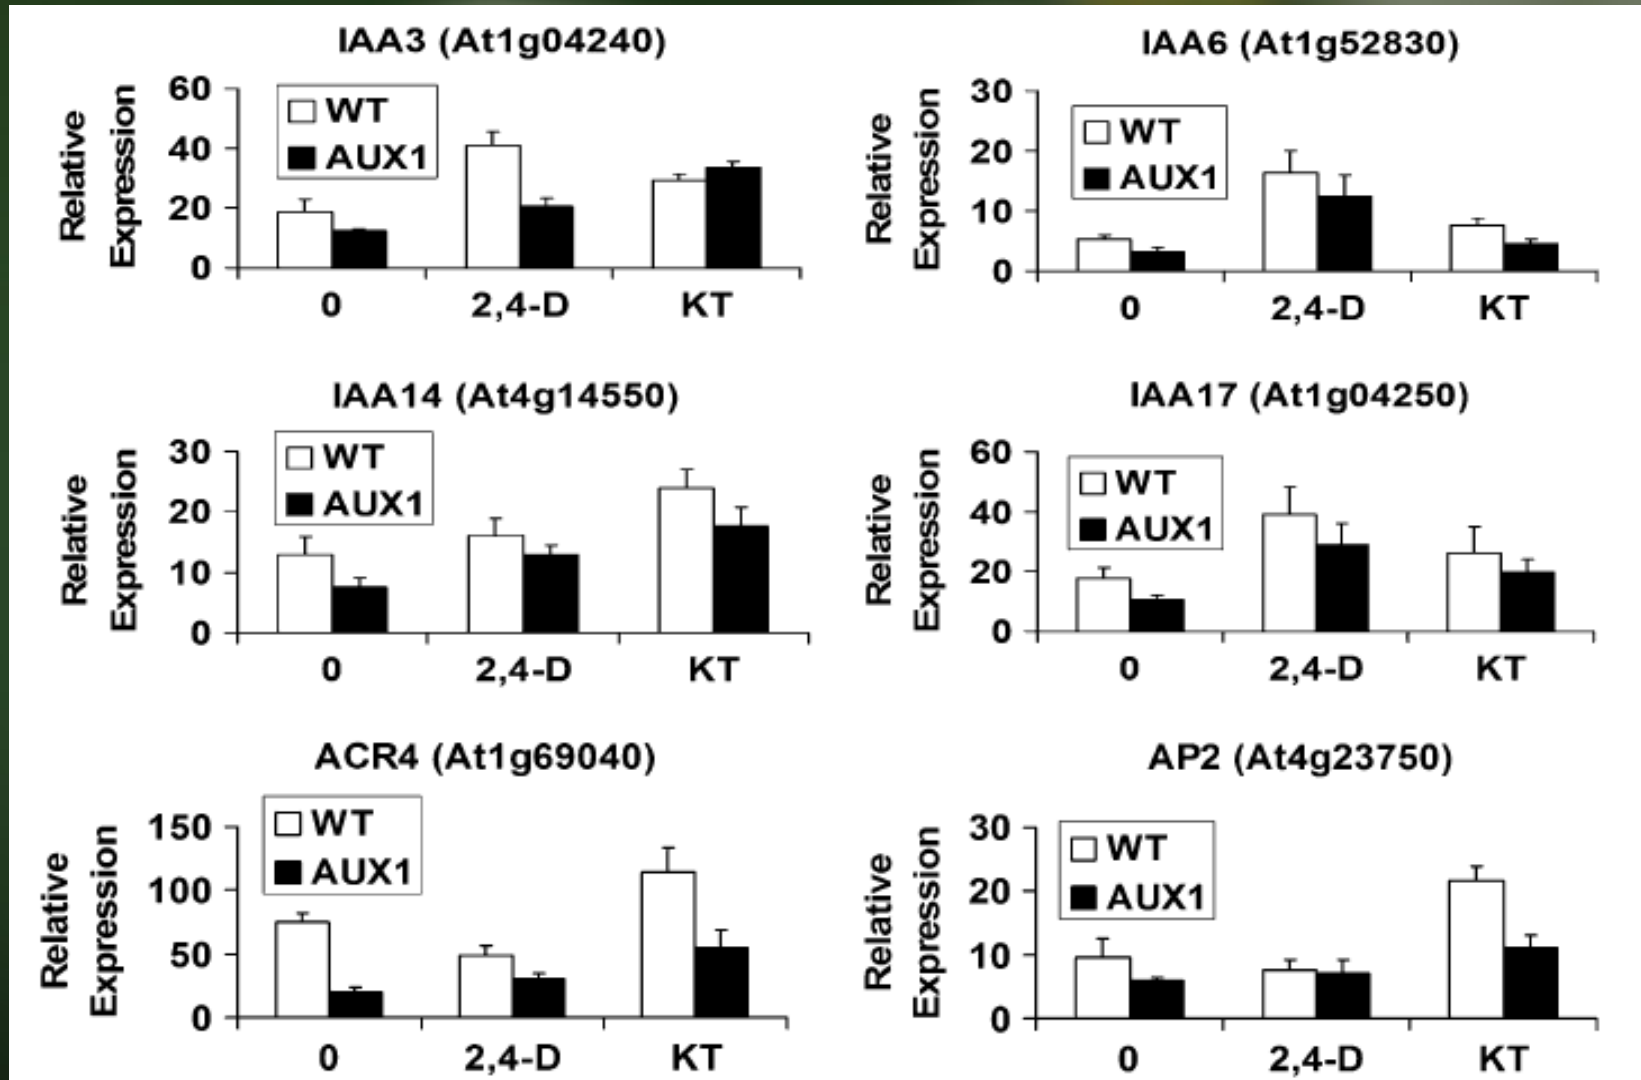 IAA3 (At1g04240)
Relative
Expression
60
40
20
0
WT
AUX1
0 2,4-D KT
IAA6 (At1g52830)
Relative
Expression
30
20
10
0
WT
AUX1
0 2,4-D KT
IAA14 (At4g14550)
Relative
Expression
30
20
10
0
WT
AUX1
0 2,4-D KT
IAA17 (At1g04250)
Relative
Expression
60
40
20
0
WT
AUX1
0 2,4-D KT
ACR4 (At1g69040)
Relative
Expression
150
100
50
0
WT
AUX1
0 2,4-D KT
AP2 (At4g23750)
Relative
Expression
30
20
10
0
WT
AUX1
0 2,4-D KT